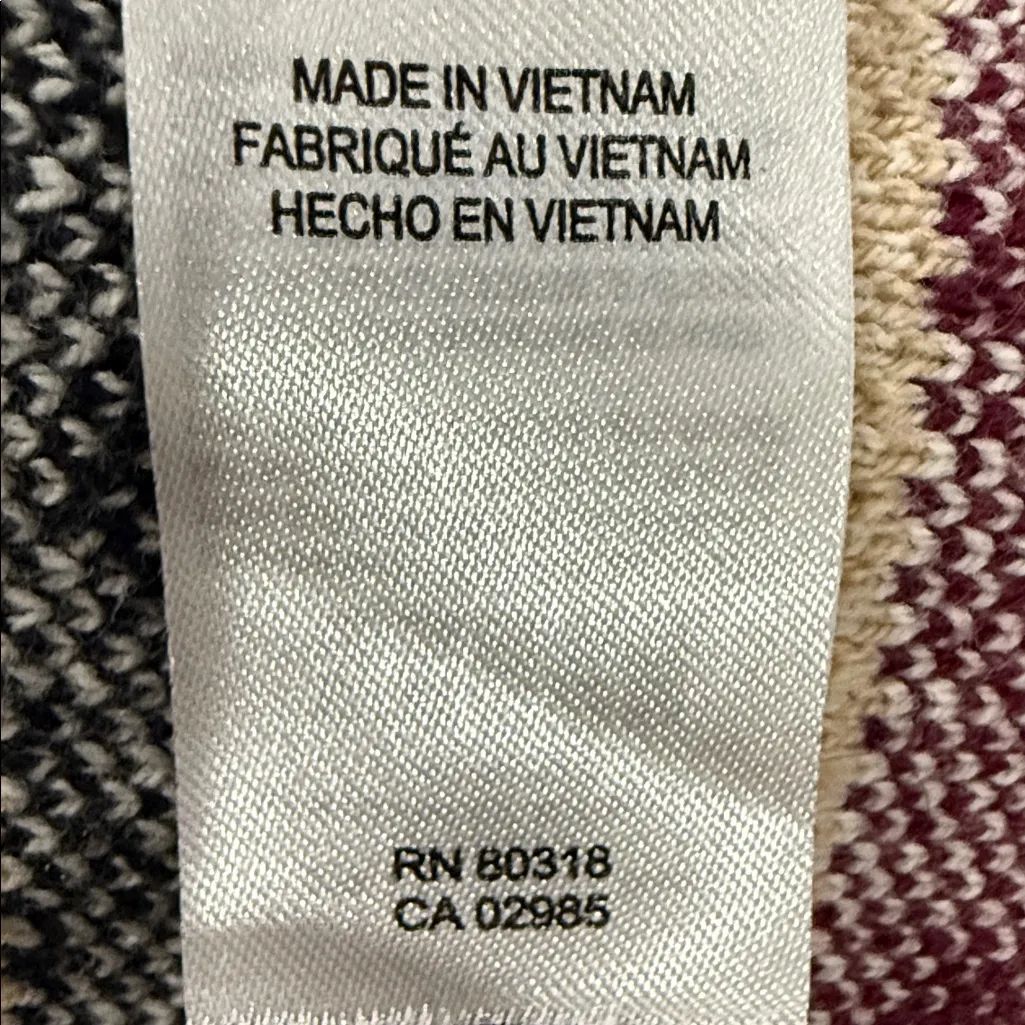 MADE IN VIETNAM
FABRIQUÉ AU VIETNAM
HECHO EN VIETNAM
RN 80318
CA 02985